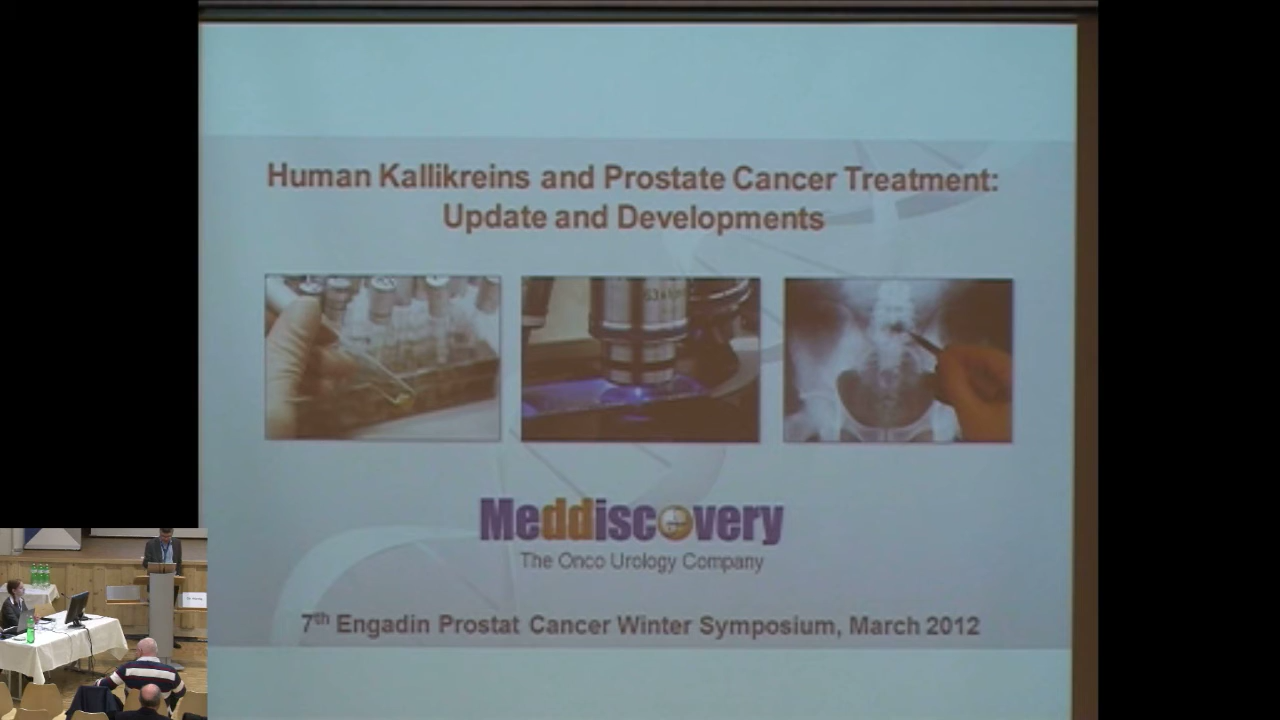 Human Kallikreins and Prostate Cancer Treatment:
Update and Developments
Meddiscovery
The Onco Urology Company
7th Engadin Prostat Cancer Winter Symposium, March 2012